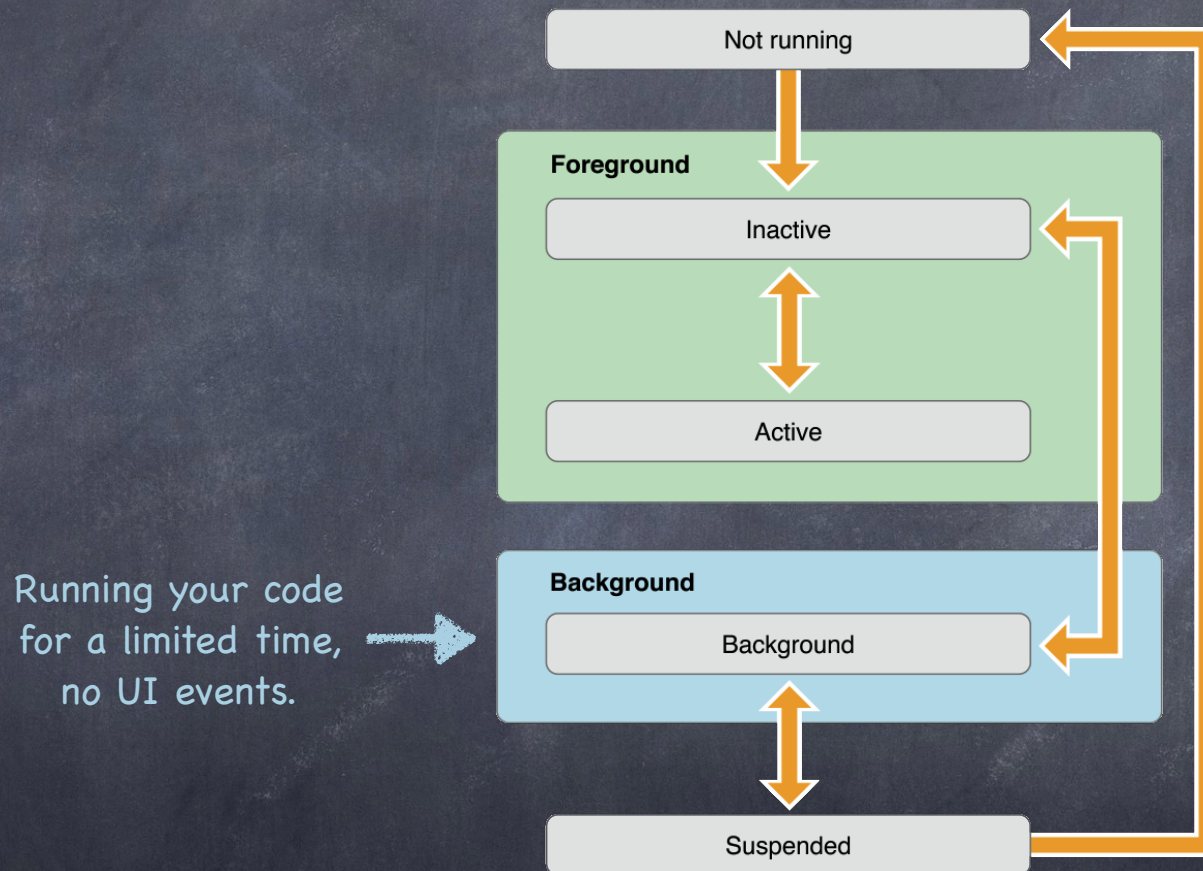 Not running
Foreground
Inactive
Active
Background
Running your code
for a limited time,
no UI events.
Background
Suspended